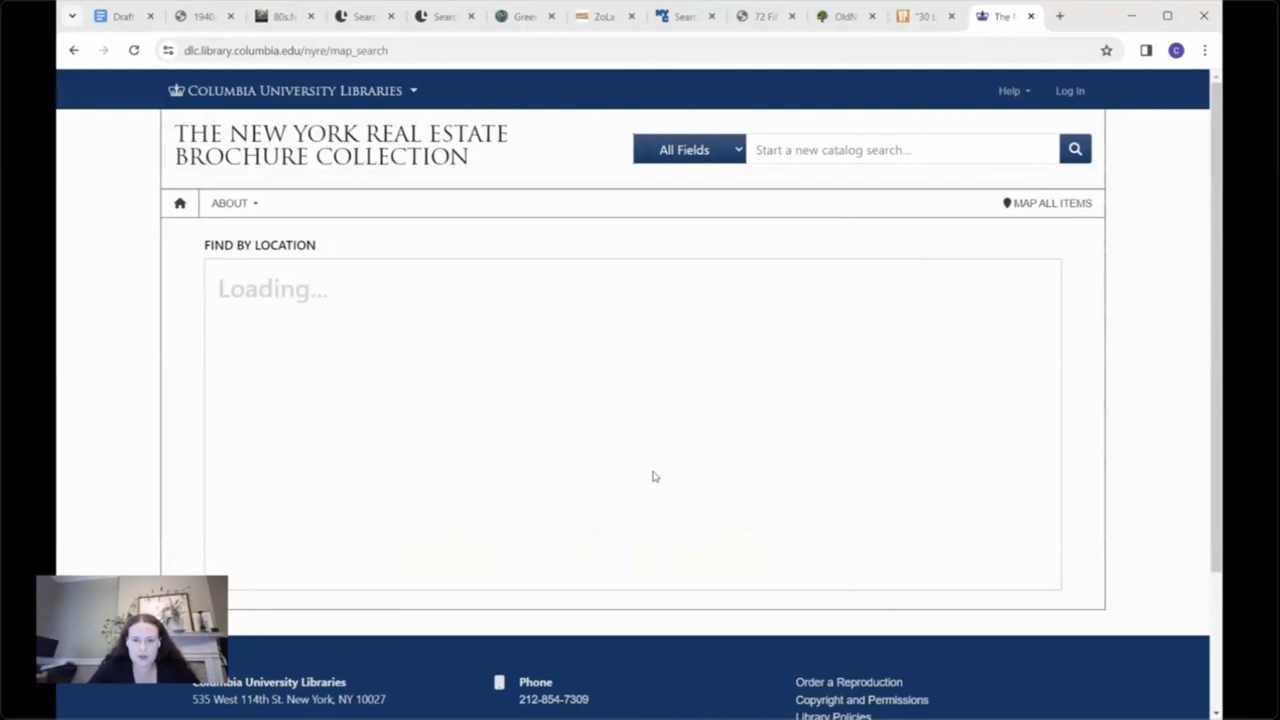 Draft
1940
80s.N
Searc
Searc
Gree
ZoLa
Searc
72 Fi
OldN
"30 L
The
dlc.library.columbia.edu/nyre/map_search
C
COLUMBIA UNIVERSITY LIBRARIES
Help
Log In
THE NEW YORK REAL ESTATE
BROCHURE COLLECTION
All Fields
Start a new catalog search...
ABOUT
MAP ALL ITEMS
FIND BY LOCATION
Loading...
Columbia University Libraries
535 West 114th St. New York, NY 10027
Phone
212-854-7309
Order a Reproduction
Copyright and Permissions
Library Policies